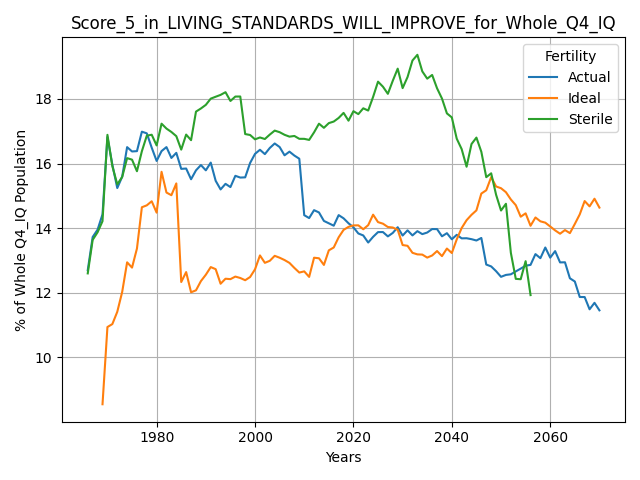 Score_5_in_LIVING_STANDARDS_WILL_IMPROVE_for_Whole_Q4_IQ
Fertility
Actual
Ideal
Sterile
% of Whole Q4_IQ Population
18
16
14
12
10
1980
2000
2020
2040
2060
Years